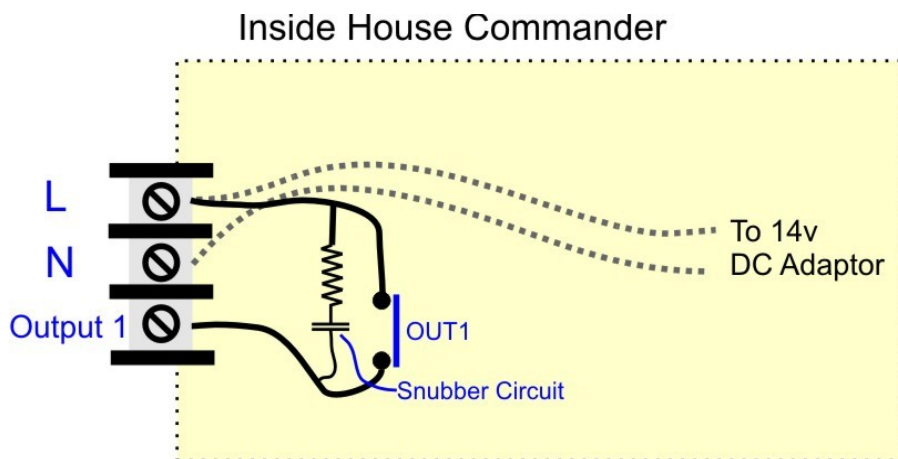 Inside House Commander
L
N
Output 1
To 14v
DC Adaptor
OUT1
Snubber Circuit